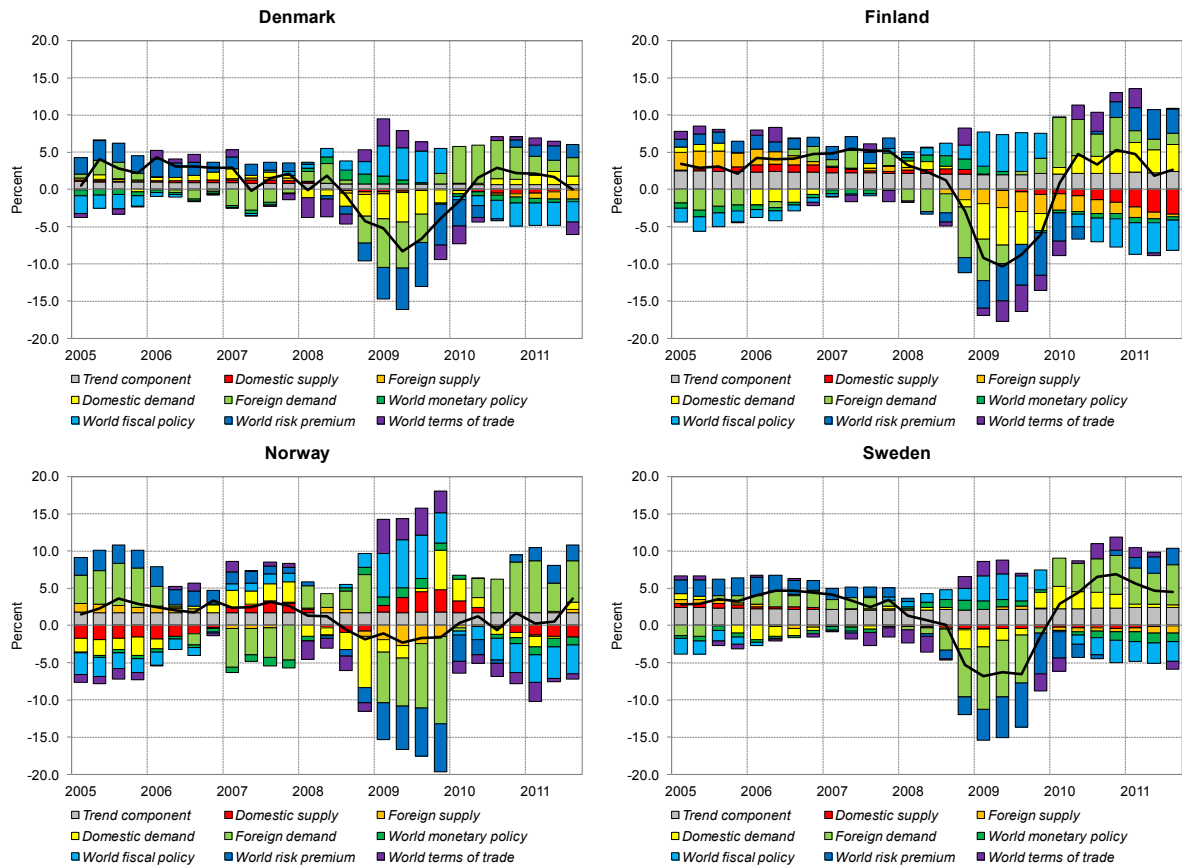 Denmark
20.0
15.0
10.0
5.0
0.0
-5.0
-10.0
-15.0
-20.0
Percent
2005 2006 2007 2008 2009 2010 2011
Trend component Domestic supply Foreign supply
Domestic demand Foreign demand World monetary policy
World fiscal policy World risk premium World terms of trade
Finland
20.0
15.0
10.0
5.0
0.0
-5.0
-10.0
-15.0
-20.0
Percent
2005 2006 2007 2008 2009 2010 2011
Trend component Domestic supply Foreign supply
Domestic demand Foreign demand World monetary policy
World fiscal policy World risk premium World terms of trade
Norway
20.0
15.0
10.0
5.0
0.0
-5.0
-10.0
-15.0
-20.0
Percent
2005 2006 2007 2008 2009 2010 2011
Trend component Domestic supply Foreign supply
Domestic demand Foreign demand World monetary policy
World fiscal policy World risk premium World terms of trade
Sweden
20.0
15.0
10.0
5.0
0.0
-5.0
-10.0
-15.0
-20.0
Percent
2005 2006 2007 2008 2009 2010 2011
Trend component Domestic supply Foreign supply
Domestic demand Foreign demand World monetary policy
World fiscal policy World risk premium World terms of trade